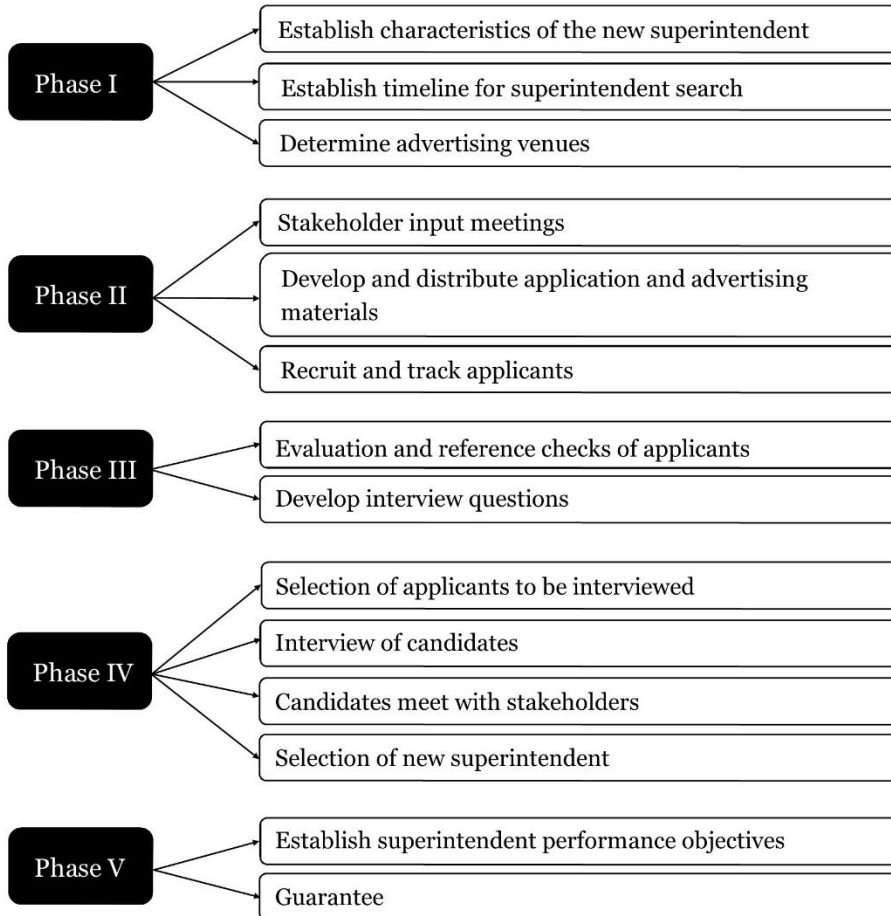 Phase I
Establish characteristics of the new superintendent
Establish timeline for superintendent search
Determine advertising venues
Phase II
Stakeholder input meetings
Develop and distribute application and advertising
materials
Recruit and track applicants
Phase III
Evaluation and reference checks of applicants
Develop interview questions
Phase IV
Selection of applicants to be interviewed
Interview of candidates
Candidates meet with stakeholders
Selection of new superintendent
Phase V
Establish superintendent performance objectives
Guarantee